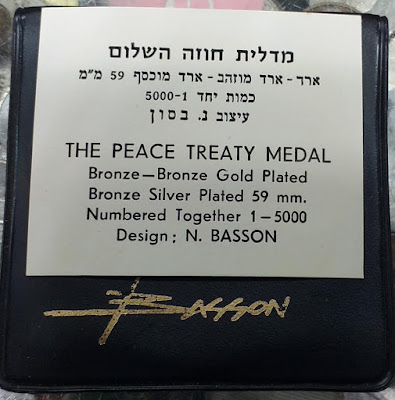 מדלית חוזה השלום
ארד - ארד מוזהב - ארד מוכסף 59 מ"מ
כמות יחד 5000-1
עיצוב נ. בסון
THE PEACE TREATY MEDAL
Bronze—Bronze Gold Plated
Bronze Silver Plated 59 mm.
Numbered Together 1—5000
Design: N. BASSON
BASSON